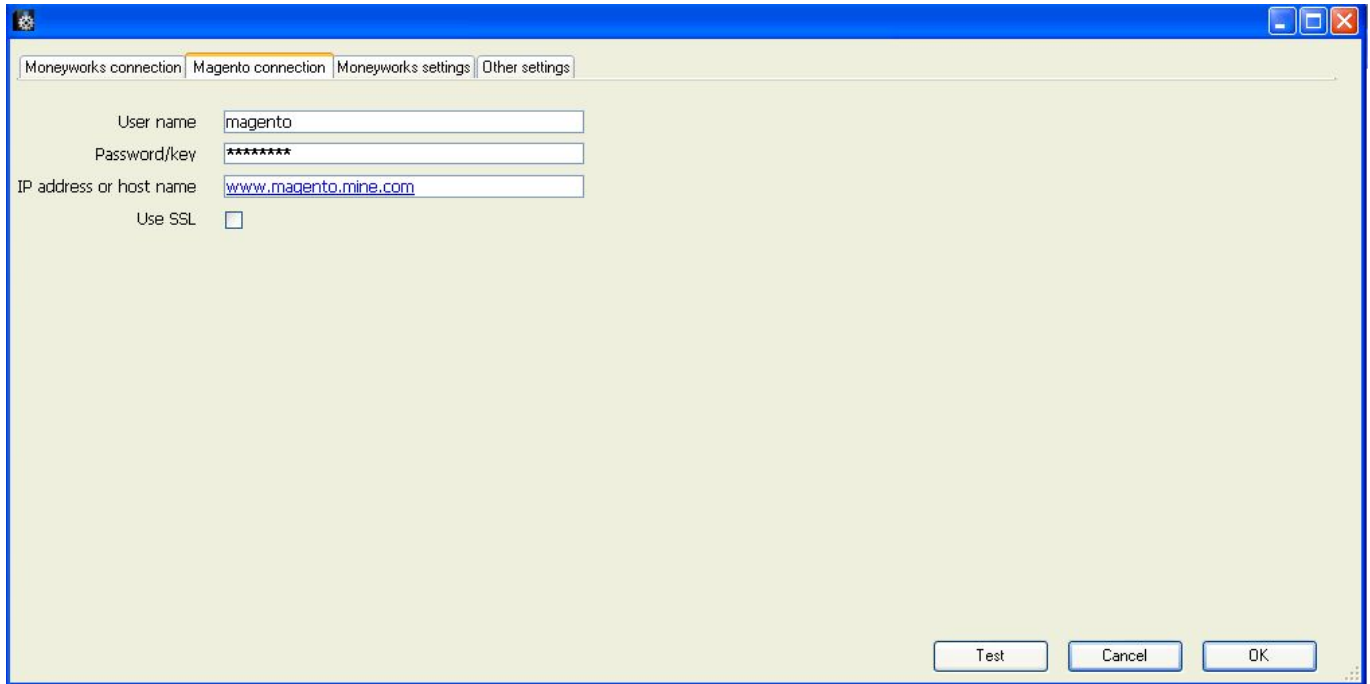 Moneyworks connection Magento connection Moneyworks settings Other settings
User name magento
Password/key ********
IP address or host name www.magento.mine.com
Use SSL
Test Cancel OK